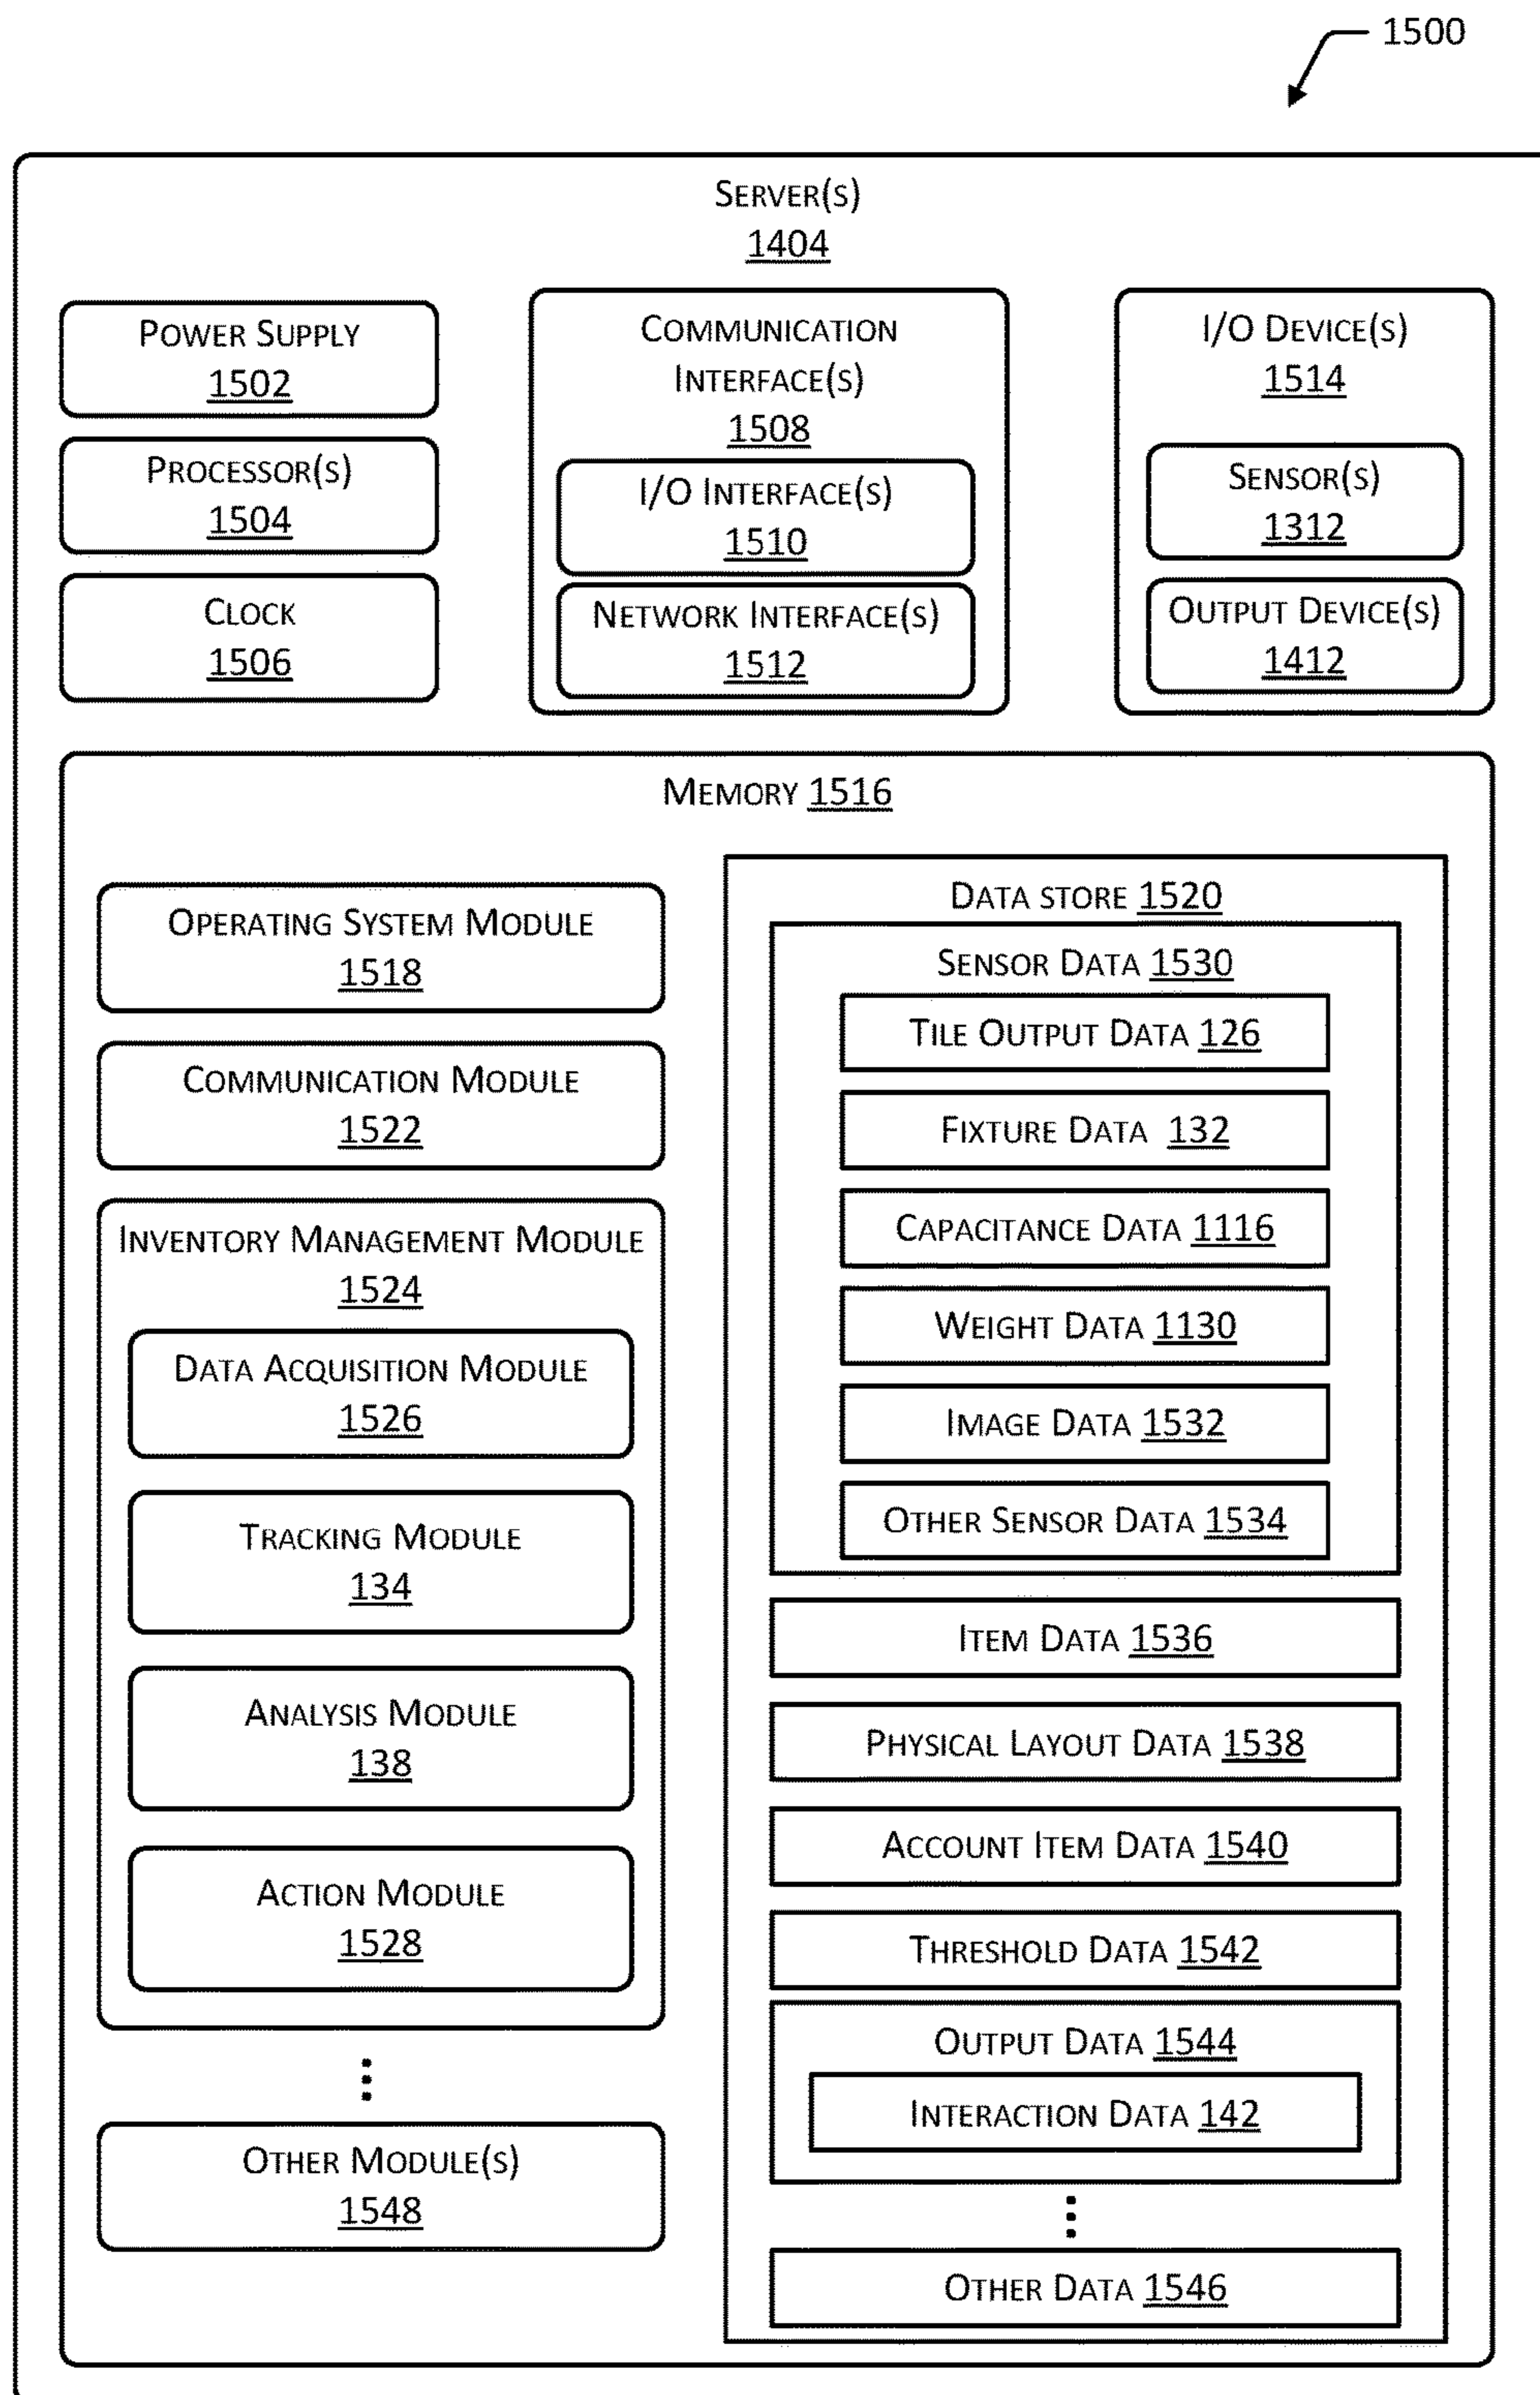 1500
SERVER(S)
1404
POWER SUPPLY
1502
PROCESSOR(S)
1504
CLOCK
1506
COMMUNICATION
INTERFACE(S)
1508
I/O INTERFACE(S)
1510
NETWORK INTERFACE(S)
1512
I/O DEVICE(S)
1514
SENSOR(S)
1312
OUTPUT DEVICE(S)
1412
MEMORY 1516
OPERATING SYSTEM MODULE
1518
COMMUNICATION MODULE
1522
INVENTORY MANAGEMENT MODULE
1524
DATA ACQUISITION MODULE
1526
TRACKING MODULE
134
ANALYSIS MODULE
138
ACTION MODULE
1528
OTHER MODULE(S)
1548
DATA STORE 1520
SENSOR DATA 1530
TILE OUTPUT DATA 126
FIXTURE DATA 132
CAPACITANCE DATA 1116
WEIGHT DATA 1130
IMAGE DATA 1532
OTHER SENSOR DATA 1534
ITEM DATA 1536
PHYSICAL LAYOUT DATA 1538
ACCOUNT ITEM DATA 1540
THRESHOLD DATA 1542
OUTPUT DATA 1544
INTERACTION DATA 142
OTHER DATA 1546